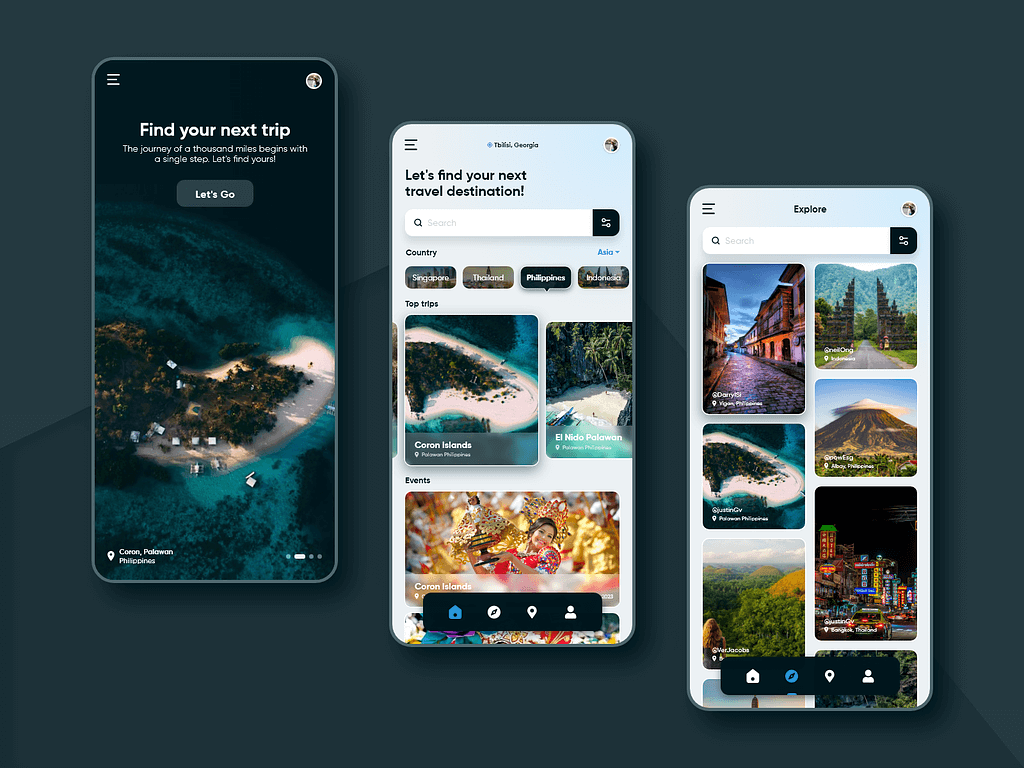 Find your next trip
The journey of a thousand miles begins with
a single step. Let's find yours!
Let's Go
Coron, Palawan
Philippines
Tbilisi, Georgia
Let's find your next
travel destination!
Search
Country
Asia
Singapore
Thailand
Philippines
Indonesia
Top trips
Coron Islands
Palawan Philippines
El Nido Palawan
Palawan Philippines
Events
Coron Islands
2023
Explore
Search
@DarrylSi
Vigan, Philippines
@neilOng
Indonesia
@powEsg
Albay, Philippines
@justinGv
Palawan Philippines
@justinGv
Bangkok, Thailand
@VerJacobs